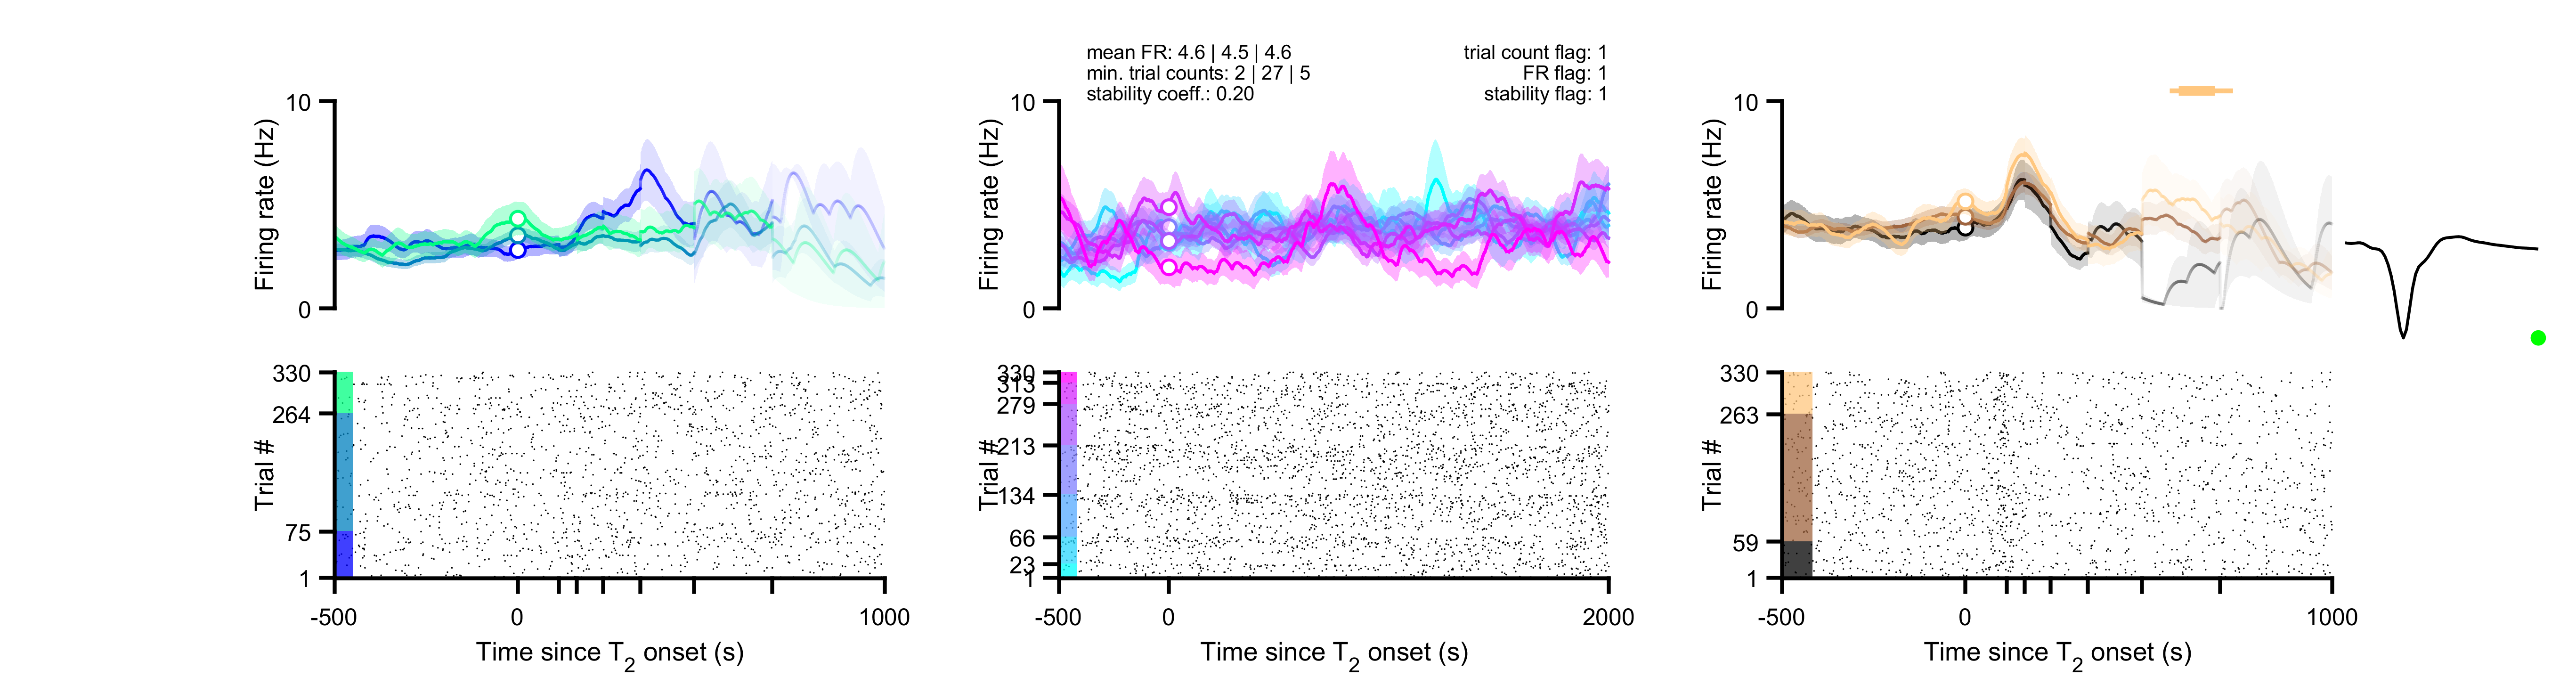 mean FR: 4.6 | 4.5 | 4.6
min. trial counts: 2 | 27 | 5
stability coeff.: 0.20
trial count flag: 1
FR flag: 1
stability flag: 1
10
0
Firing rate (Hz)
330
264
75
1
Trial #
-500
0
1000
Time since T2 onset (s)
10
0
Firing rate (Hz)
330
313
279
213
134
66
23
1
Trial #
-500
0
2000
Time since T2 onset (s)
10
0
Firing rate (Hz)
330
263
59
1
Trial #
-500
0
1000
Time since T2 onset (s)